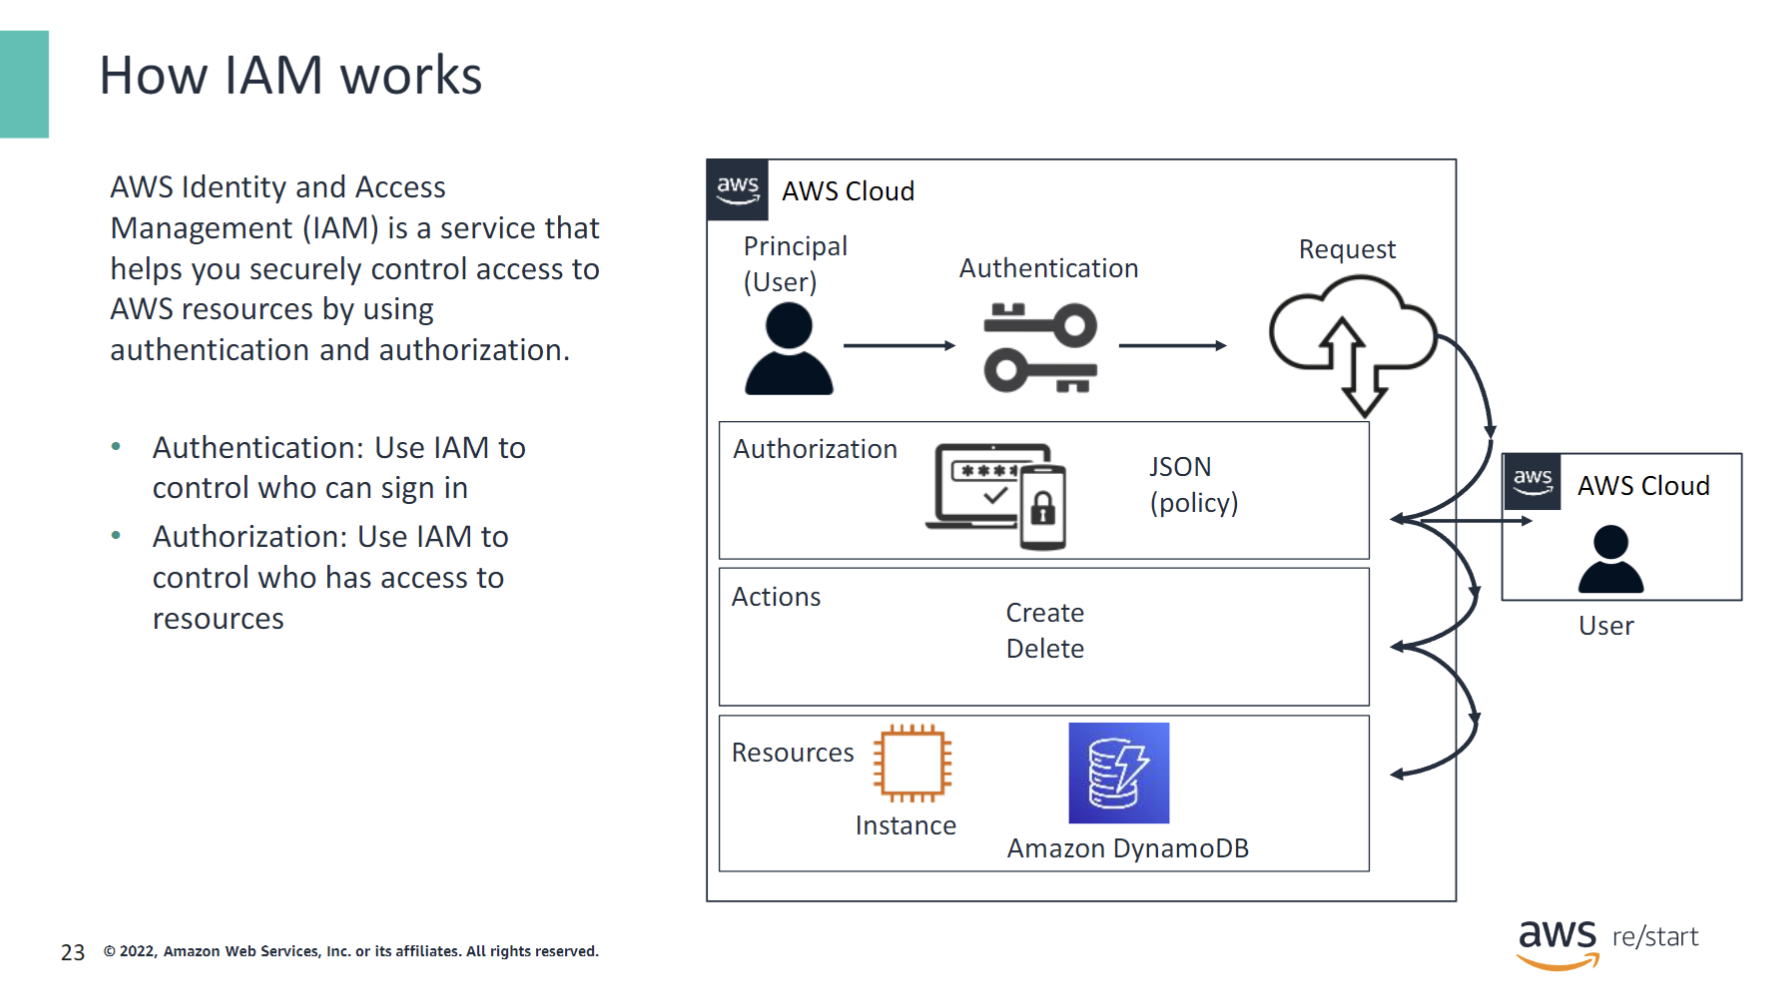 How IAM works
AWS Identity and Access
Management (IAM) is a service that
helps you securely control access to
AWS resources by using
authentication and authorization.
• Authentication: Use IAM to
control who can sign in
• Authorization: Use IAM to
control who has access to
resources
aws
AWS Cloud
Principal
(User)
Authentication
Request
Authorization
****
JSON
(policy)
aws
AWS Cloud
User
Actions
Create
Delete
Resources
Instance
Amazon DynamoDB
23
© 2022, Amazon Web Services, Inc. or its affiliates. All rights reserved.
aws re/start